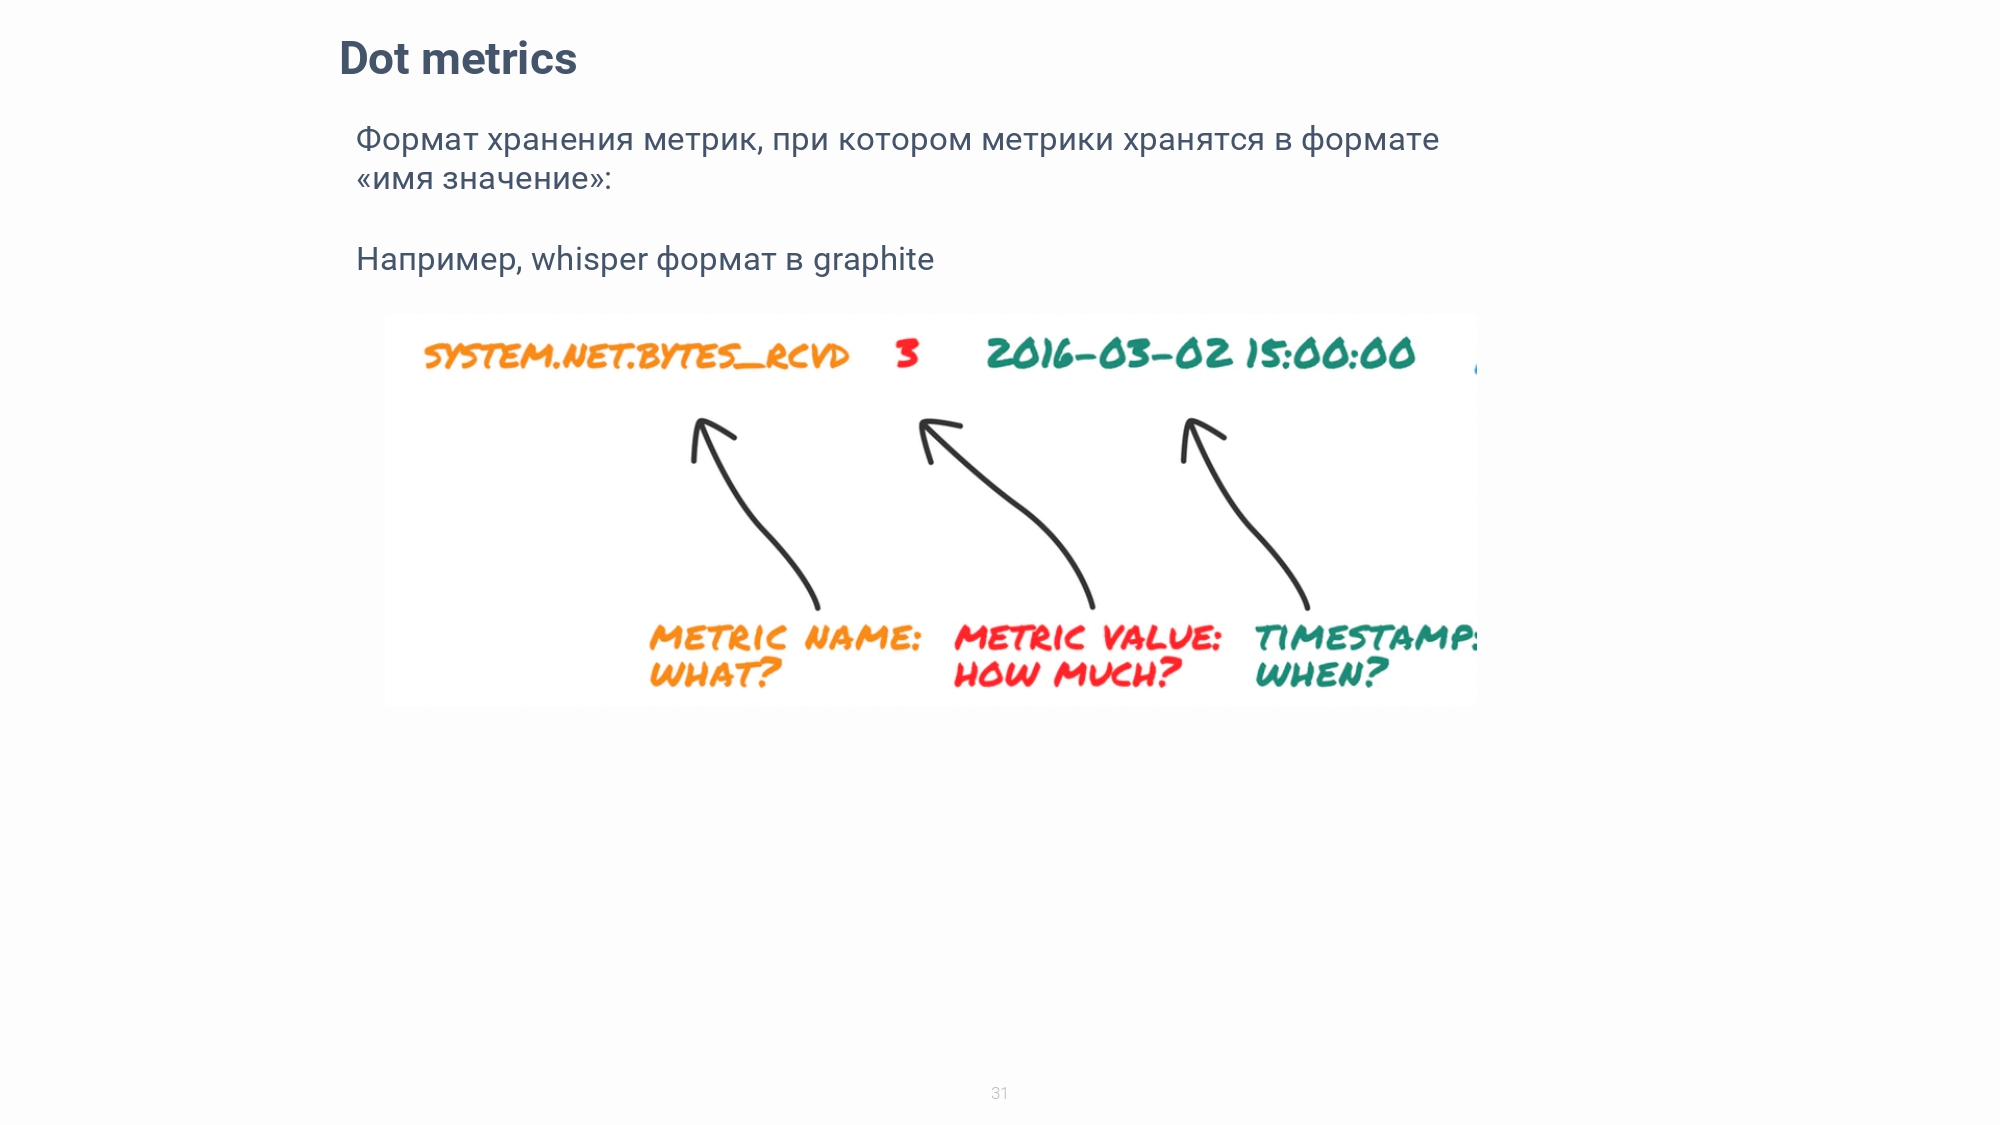 Dot metrics
Формат хранения метрик, при котором метрики хранятся в формате
«имя значение»:
Например, whisper формат в graphite
SYSTEM.NET.BYTES_RCVD 3 2016-03-02 15:00:00
METRIC NAME: METRIC VALUE: TIMESTAMP:
WHAT? HOW MUCH? WHEN?
31